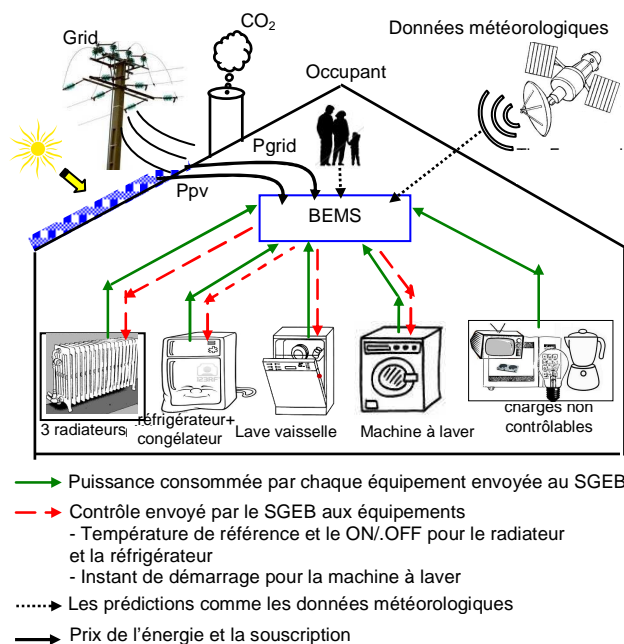 CO2
Grid
Données météorologiques
Occupant
Pgrid
Ppv
BEMS
3 radiateurs
réfrigérateur+
congélateur
Lave vaisselle
Machine à laver
charges non
contrôlables
Puissance consommée par chaque équipement envoyée au SGEB
Contrôle envoyé par le SGEB aux équipements
- Température de référence et le ON/.OFF pour le radiateur
et la réfrigérateur
- Instant de démarrage pour la machine à laver
Les prédictions comme les données météorologiques
Prix de l'énergie et la souscription